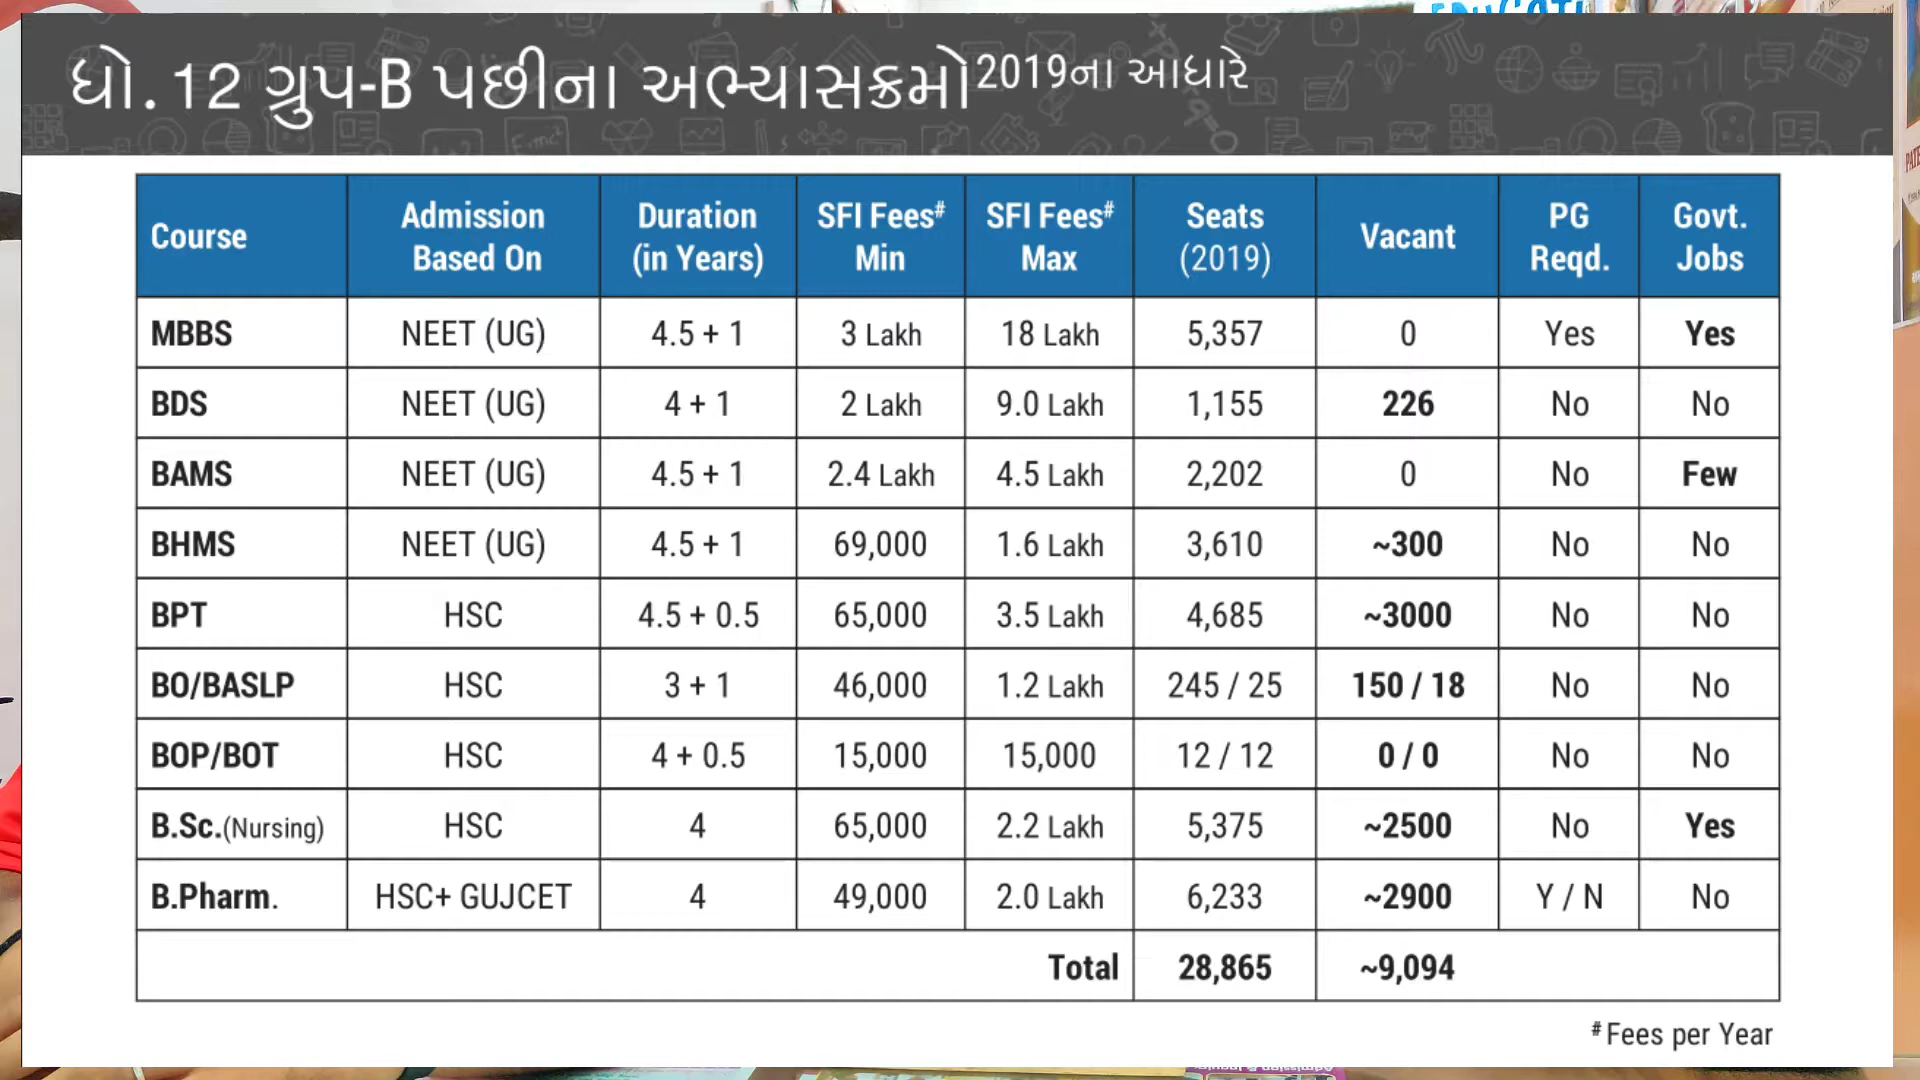 EDUCATI
ધો.12 ગ્રુપ-B પછીના અભ્યાસક્રમો 2019ના આધારે
Course Admission Based On Duration (in Years) SFI Fees# Min SFI Fees# Max Seats (2019) Vacant PG Reqd. Govt. Jobs
MBBS NEET (UG) 4.5 + 1 3 Lakh 18 Lakh 5,357 0 Yes Yes
BDS NEET (UG) 4 + 1 2 Lakh 9.0 Lakh 1,155 226 No No
BAMS NEET (UG) 4.5 + 1 2.4 Lakh 4.5 Lakh 2,202 0 No Few
BHMS NEET (UG) 4.5 + 1 69,000 1.6 Lakh 3,610 ~300 No No
BPT HSC 4.5 + 0.5 65,000 3.5 Lakh 4,685 ~3000 No No
BO/BASLP HSC 3 + 1 46,000 1.2 Lakh 245 / 25 150 / 18 No No
BOP/BOT HSC 4 + 0.5 15,000 15,000 12 / 12 0 / 0 No No
B.Sc.(Nursing) HSC 4 65,000 2.2 Lakh 5,375 ~2500 No Yes
B.Pharm. HSC+ GUJCET 4 49,000 2.0 Lakh 6,233 ~2900 Y / N No
Total 28,865 ~9,094
# Fees per Year